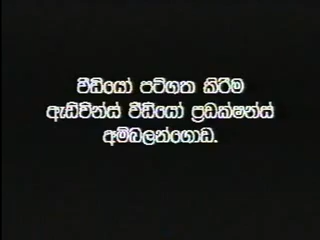 වීඩියෝ පටිගත කිරීම
ඇඩ්වින්ස් වීඩියෝ ප්‍රඩක්ෂන්ස්
අම්බලන්ගොඩ.